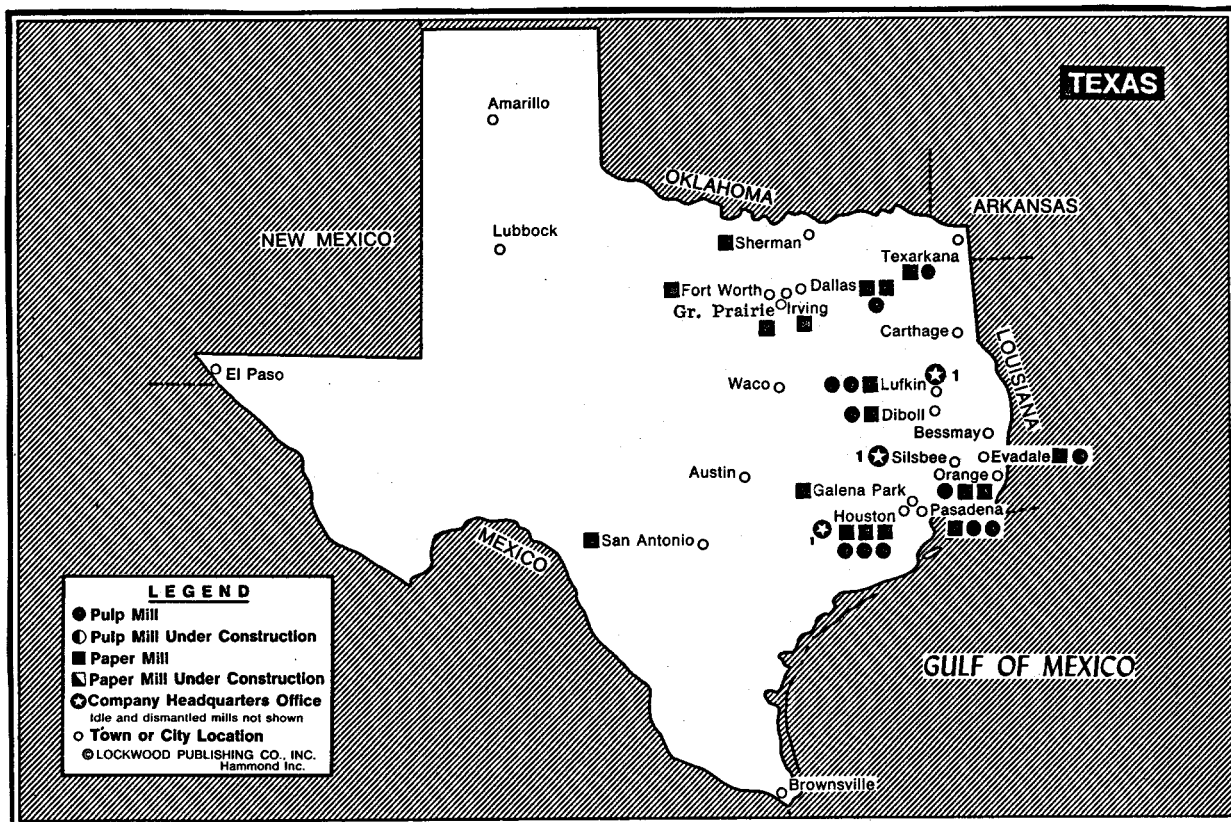 TEXAS
Amarillo
OKLAHOMA
ARKANSAS
NEW MEXICO
Lubbock
Sherman
Texarkana
Fort Worth
Dallas
Gr. Prairie
Irving
Carthage
LOUISIANA
El Paso
Waco
Lufkin
1
Diboll
Bessmay
1
Silsbee
Evadale
Austin
Orange
Galena Park
Pasadena
Houston
1
MEXICO
San Antonio
GULF OF MEXICO
Brownsville
LEGEND
Pulp Mill
Pulp Mill Under Construction
Paper Mill
Paper Mill Under Construction
Company Headquarters Office
Idle and dismantled mills not shown
Town or City Location
© LOCKWOOD PUBLISHING CO., INC.
Hammond Inc.